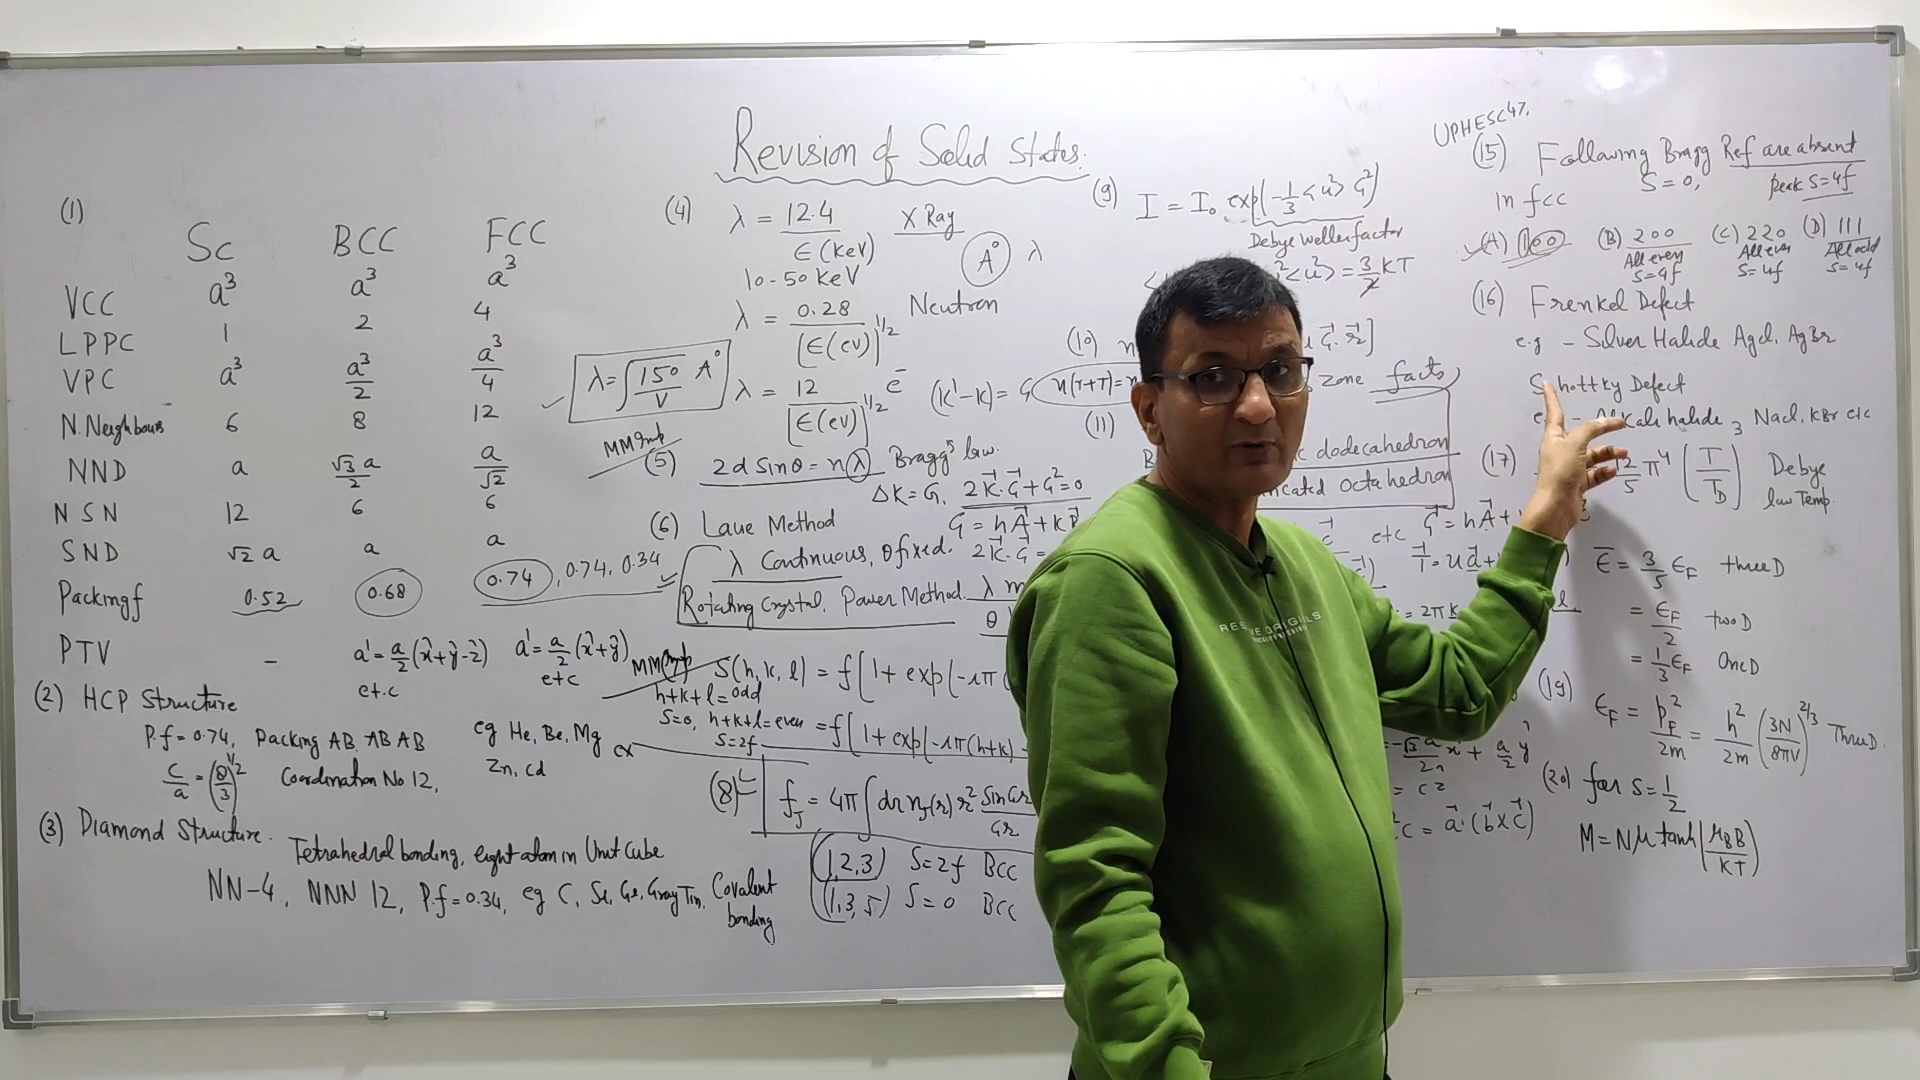 Revision of Solid States.
(1)
Sc BCC FCC
VCC a³ a³ a³
LPPC 1 2 4
VPC a³ a³/2 a³/4
N.Neighbours 6 8 12
NND a √3 a/2 a/√2
NSN 12 6 6
SND √2 a a a
Packing f 0.52 0.68 0.74, 0.74, 0.34
PTV - a' = a/2 (x̂+ŷ-ẑ) a' = a/2 (x̂+ŷ)
et.c etc
(2) HCP Structure
P.f = 0.74, Packing AB AB AB eg He, Be, Mg
c/a = (8/3)^1/2 Coordination No 12, Zn, Cd
(3) Diamond Structure.
Tetrahedral bonding, eight atom in Unit Cube
NN-4, NNN 12, P.f = 0.34, eg C, Si, Ge, Gray Tin, Covalent
bonding
(4) λ = 12.4/ϵ(KeV) X Ray
10-50 KeV A° λ
λ = 0.28/[ϵ(ev)]^1/2 Neutron
λ = √150/V A° λ = 12/[ϵ(ev)]^1/2 e⁻ (K'-K) = G
MMImp
(5) 2d Sinθ = nλ Bragg's law.
ΔK = G, 2K⃗·G⃗+G² = 0
(6) Laue Method G⃗ = hA⃗ + k
λ Continuous, θ fixed. 2K⃗·G⃗ =
Rotating Crystal, Power Method. λ
θ
MMImp S(h, k, l) = f[1 + exp(-iπ
h+k+l = odd
S=0, h+k+l = even = f[1 + exp(-iπ(h+k)
S=2f
ex
(8) f_J = 4π∫dr n_J(r) r² Sin Gr/Gr
(1,2,3) S=2f BCC
(1,3,5) S=0 BCC
(9) I = I₀ exp(-1/3 <u²> G²)
Debye weller factor
<u²> = 3/2 KT
(10) G⃗.r⃗]
n(r+T) = n zone facts
(11)
dodecahedron
octahedron
etc G⃗ = hA⃗ +
T⃗ = ua⃗ +
= 2π
= -√3 a/2 x̂ + a/2 ŷ
= a⃗·(b⃗×c⃗)
UPHESC 47.
(15) Following Bragg Ref are absent
In fcc S=0, peak S=4f
(A) 100 (B) 200 (C) 220 (D) 111
All even All even All odd
S=4f S=4f S=4f
(16) Frenkel Defect
e.g - Silver Halide Agcl, AgBr
Schottky Defect
- Alkali halide, Nacl, KBr etc
(17) 12/5 π⁴ (T/T_D) Debye
law Temp.
ϵ̄ = 3/5 ϵ_F three D
= ϵ_F/2 two D
= 1/3 ϵ_F One D
(19) ϵ_F = p_F²/2m = h²/2m (3N/8πV)^2/3 Three D.
(20) for s = 1/2
M = Nμ tanh(μ_B B/KT)